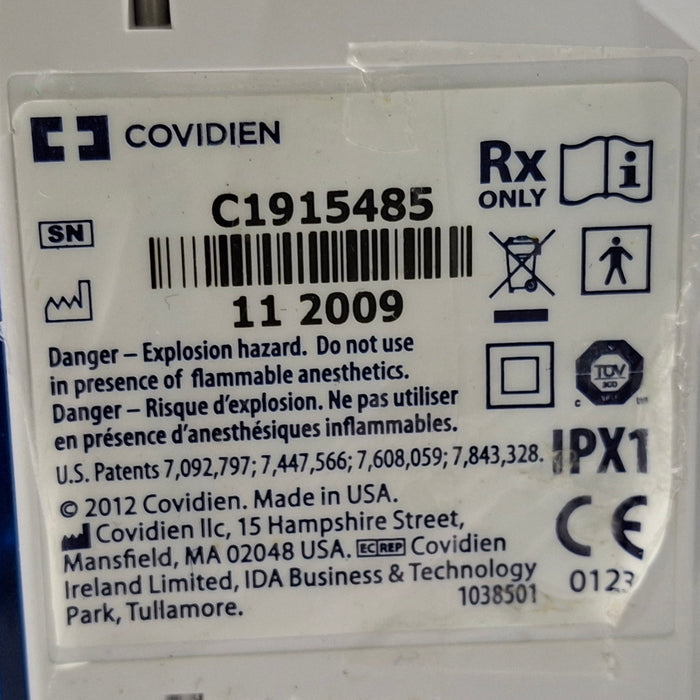 COVIDIEN
Rx
ONLY
i
C1915485
SN
11 2009
Danger – Explosion hazard. Do not use
in presence of flammable anesthetics.
Danger – Risque d'explosion. Ne pas utiliser
en présence d'anesthésiques inflammables.
TÜV
U.S. Patents 7,092,797; 7,447,566; 7,608,059; 7,843,328.
IPX1
© 2012 Covidien. Made in USA.
Covidien llc, 15 Hampshire Street,
Mansfield, MA 02048 USA. EC REP Covidien
Ireland Limited, IDA Business & Technology
Park, Tullamore.
1038501
CE
0123